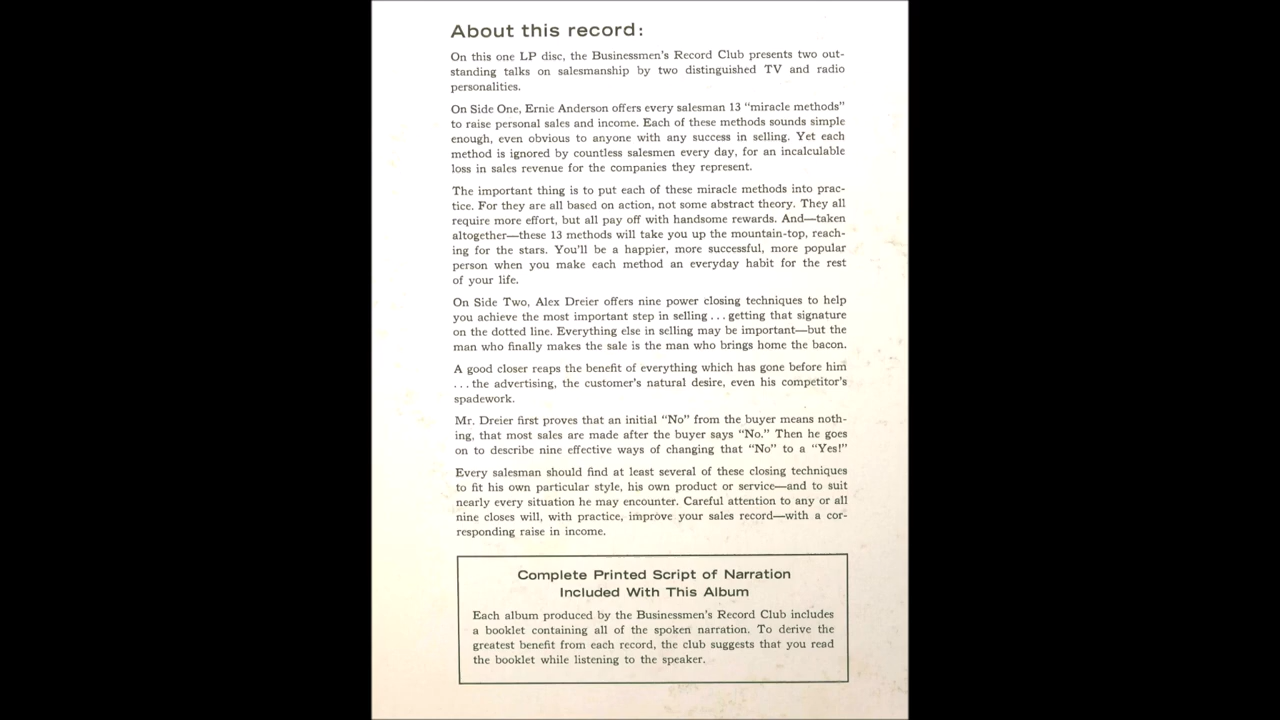 About this record:
On this one LP disc, the Businessmen's Record Club presents two out-
standing talks on salesmanship by two distinguished TV and radio
personalities.
On Side One, Ernie Anderson offers every salesman 13 "miracle methods"
to raise personal sales and income. Each of these methods sounds simple
enough, even obvious to anyone with any success in selling. Yet each
method is ignored by countless salesmen every day, for an incalculable
loss in sales revenue for the companies they represent.
The important thing is to put each of these miracle methods into prac-
tice. For they are all based on action, not some abstract theory. They all
require more effort, but all pay off with handsome rewards. And—taken
altogether—these 13 methods will take you up the mountain-top, reach-
ing for the stars. You'll be a happier, more successful, more popular
person when you make each method an everyday habit for the rest
of your life.
On Side Two, Alex Dreier offers nine power closing techniques to help
you achieve the most important step in selling . . . getting that signature
on the dotted line. Everything else in selling may be important—but the
man who finally makes the sale is the man who brings home the bacon.
A good closer reaps the benefit of everything which has gone before him
. . . the advertising, the customer's natural desire, even his competitor's
spadework.
Mr. Dreier first proves that an initial "No" from the buyer means noth-
ing, that most sales are made after the buyer says "No." Then he goes
on to describe nine effective ways of changing that "No" to a "Yes!"
Every salesman should find at least several of these closing techniques
to fit his own particular style, his own product or service—and to suit
nearly every situation he may encounter. Careful attention to any or all
nine closes will, with practice, improve your sales record—with a cor-
responding raise in income.
Complete Printed Script of Narration
Included With This Album
Each album produced by the Businessmen's Record Club includes
a booklet containing all of the spoken narration. To derive the
greatest benefit from each record, the club suggests that you read
the booklet while listening to the speaker.